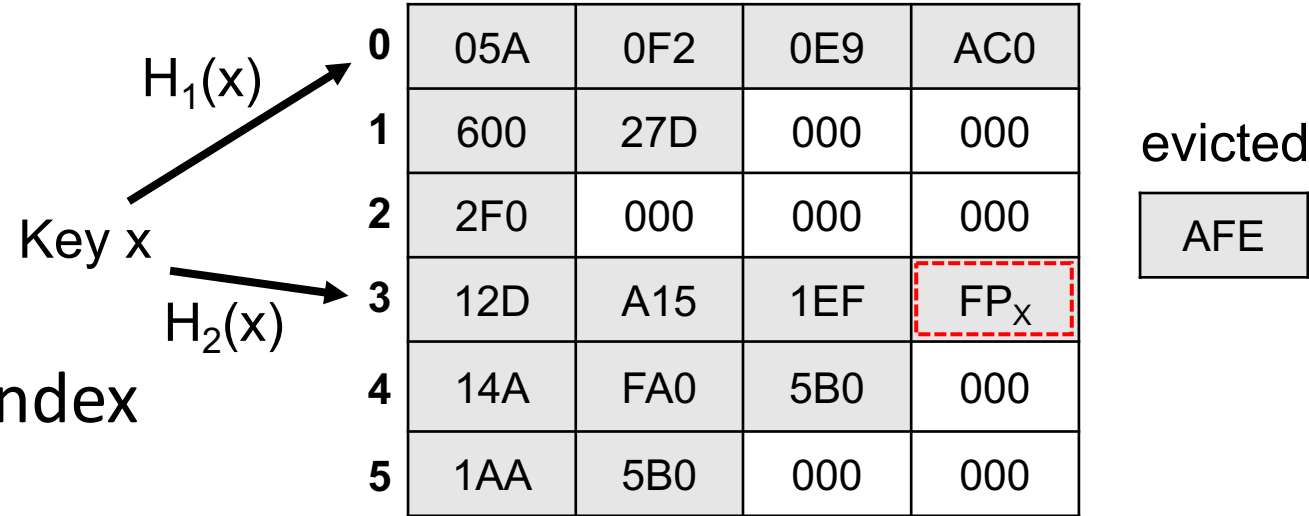 H₁(x)
Key x
H₂(x)
ndex
0 05A 0F2 0E9 AC0
1 600 27D 000 000
2 2F0 000 000 000
3 12D A15 1EF FPₓ
4 14A FA0 5B0 000
5 1AA 5B0 000 000
evicted
AFE